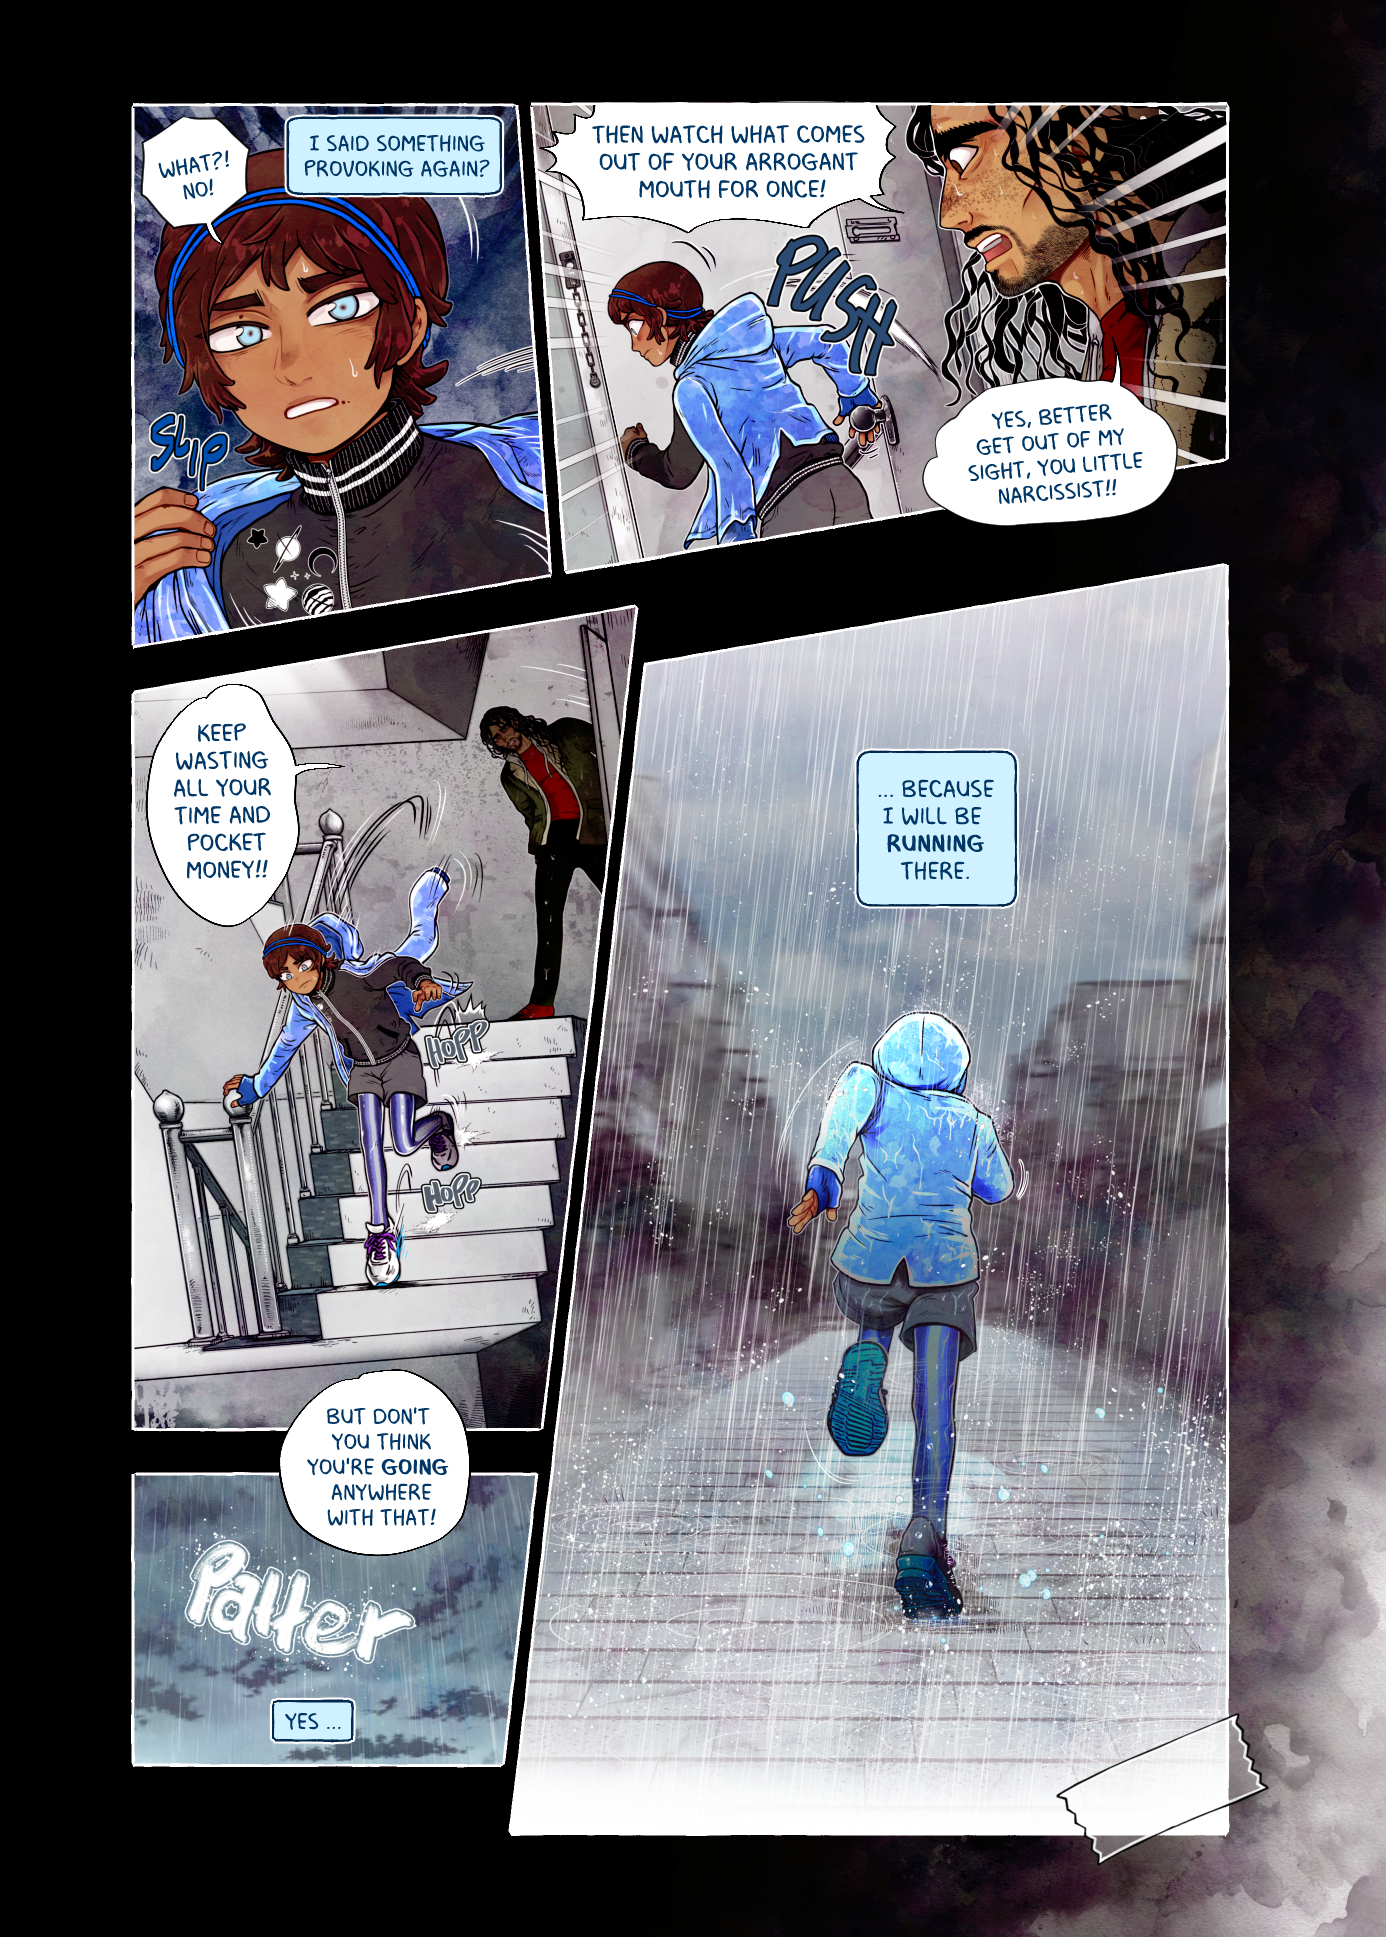 WHAT?!
NO!
I SAID SOMETHING
PROVOKING AGAIN?
SLIP
THEN WATCH WHAT COMES
OUT OF YOUR ARROGANT
MOUTH FOR ONCE!
PUSH
YES, BETTER
GET OUT OF MY
SIGHT, YOU LITTLE
NARCISSIST!!
KEEP
WASTING
ALL YOUR
TIME AND
POCKET
MONEY!!
HOPP
HOPP
BUT DON'T
YOU THINK
YOU'RE GOING
ANYWHERE
WITH THAT!
Patter
YES ...
... BECAUSE
I WILL BE
RUNNING
THERE.